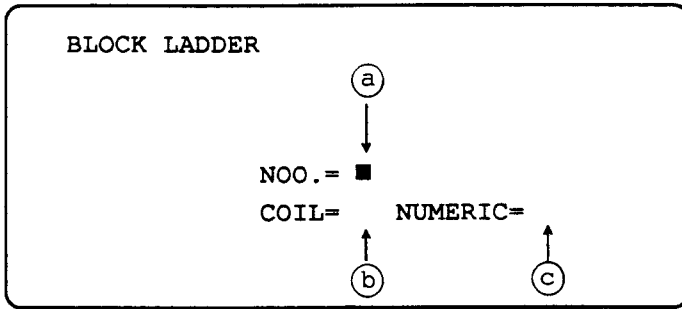 BLOCK LADDER
a
NOO.=
COIL= NUMERIC=
b c